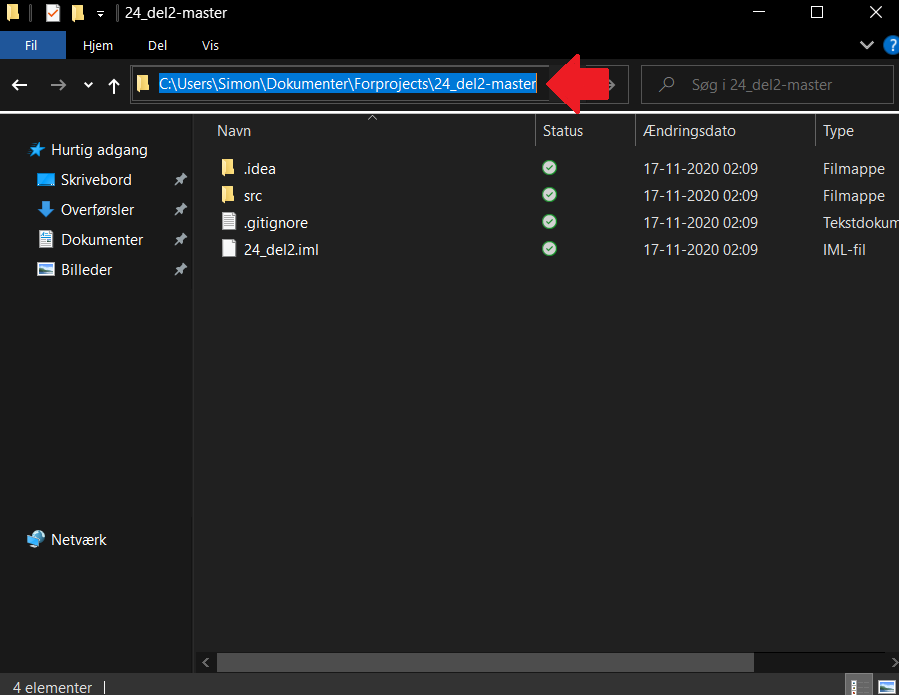 24_del2-master
Fil Hjem Del Vis
C:\Users\Simon\Dokumenter\Forprojects\24_del2-master Søg i 24_del2-master
Navn Status Ændringsdato Type
Hurtig adgang
Skrivebord
Overførsler
Dokumenter
Billeder
Netværk
.idea 17-11-2020 02:09 Filmappe
src 17-11-2020 02:09 Filmappe
.gitignore 17-11-2020 02:09 Tekstdokum
24_del2.iml 17-11-2020 02:09 IML-fil
4 elementer